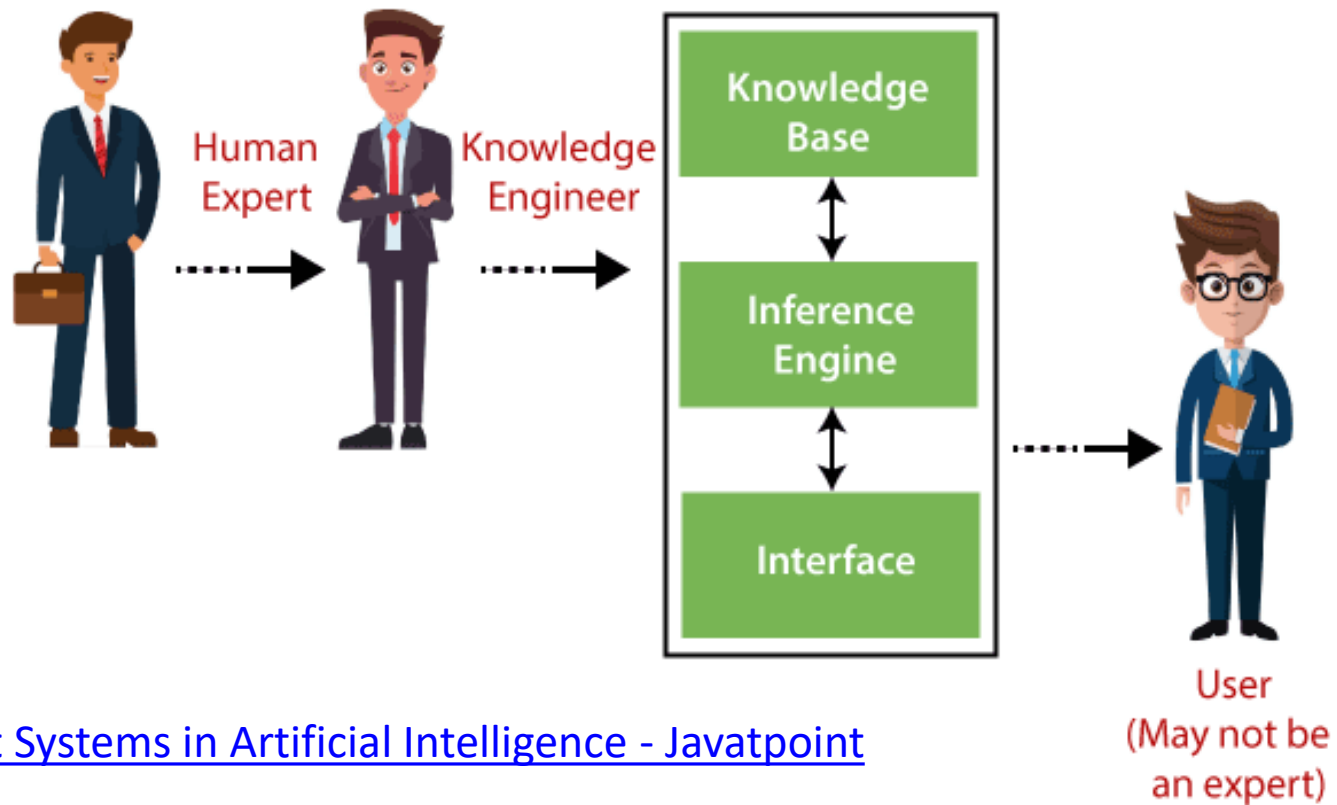 Human
Expert
Knowledge
Engineer
Knowledge
Base
Inference
Engine
Interface
User
(May not be
an expert)
Systems in Artificial Intelligence - Javatpoint